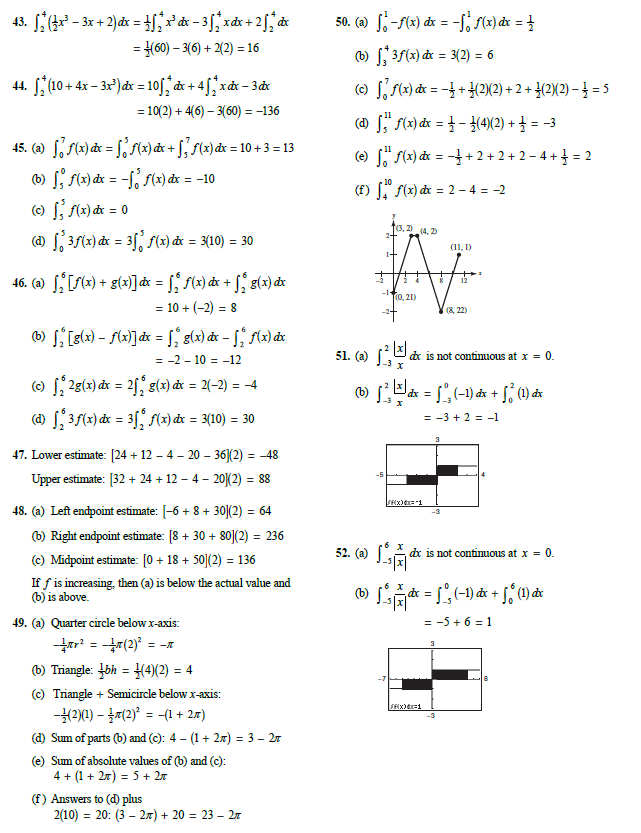 43. ∫₂⁴ (½x³ − 3x + 2) dx = ½∫₂⁴ x³ dx − 3∫₂⁴ x dx + 2∫₂⁴ dx
= ½(60) − 3(6) + 2(2) = 16
44. ∫₂⁴ (10 + 4x − 3x³) dx = 10∫₂⁴ dx + 4∫₂⁴ x dx − 3 dx
= 10(2) + 4(6) − 3(60) = −136
45. (a) ∫₀⁷ f(x) dx = ∫₀⁵ f(x) dx + ∫₅⁷ f(x) dx = 10 + 3 = 13
(b) ∫₅⁰ f(x) dx = −∫₀⁵ f(x) dx = −10
(c) ∫₅⁵ f(x) dx = 0
(d) ∫₀⁵ 3f(x) dx = 3∫₀⁵ f(x) dx = 3(10) = 30
46. (a) ∫₂⁶ [f(x) + g(x)] dx = ∫₂⁶ f(x) dx + ∫₂⁶ g(x) dx
= 10 + (−2) = 8
(b) ∫₂⁶ [g(x) − f(x)] dx = ∫₂⁶ g(x) dx − ∫₂⁶ f(x) dx
= −2 − 10 = −12
(c) ∫₂⁶ 2g(x) dx = 2∫₂⁶ g(x) dx = 2(−2) = −4
(d) ∫₂⁶ 3f(x) dx = 3∫₂⁶ f(x) dx = 3(10) = 30
47. Lower estimate: [24 + 12 − 4 − 20 − 36](2) = −48
Upper estimate: [32 + 24 + 12 − 4 − 20](2) = 88
48. (a) Left endpoint estimate: [−6 + 8 + 30](2) = 64
(b) Right endpoint estimate: [8 + 30 + 80](2) = 236
(c) Midpoint estimate: [0 + 18 + 50](2) = 136
If f is increasing, then (a) is below the actual value and
(b) is above.
49. (a) Quarter circle below x-axis:
−¼πr² = −¼π(2)² = −π
(b) Triangle: ½bh = ½(4)(2) = 4
(c) Triangle + Semicircle below x-axis:
−½(2)(1) − ½π(2)² = −(1 + 2π)
(d) Sum of parts (b) and (c): 4 − (1 + 2π) = 3 − 2π
(e) Sum of absolute values of (b) and (c):
4 + (1 + 2π) = 5 + 2π
(f) Answers to (d) plus
2(10) = 20: (3 − 2π) + 20 = 23 − 2π
50. (a) ∫₀¹ −f(x) dx = −∫₀¹ f(x) dx = ½
(b) ∫₃⁴ 3f(x) dx = 3(2) = 6
(c) ∫₀⁷ f(x) dx = −½ + ½(2)(2) + 2 + ½(2)(2) − ½ = 5
(d) ∫₅¹¹ f(x) dx = ½ − ½(4)(2) + ½ = −3
(e) ∫₀¹¹ f(x) dx = −½ + 2 + 2 + 2 − 4 + ½ = 2
(f) ∫₄¹⁰ f(x) dx = 2 − 4 = −2
y
(3, 2) (4, 2)
2
1 (11, 1)
−2 2 4 8 12 x
−1 (0, 21)
−2 (8, 22)
51. (a) ∫₋₃² |x|/x dx is not continuous at x = 0.
(b) ∫₋₃² |x|/x dx = ∫₋₃⁰ (−1) dx + ∫₀² (1) dx
= −3 + 2 = −1
3
−5 4
∫f(x)dx=-1
−3
52. (a) ∫₋₅⁶ x/|x| dx is not continuous at x = 0.
(b) ∫₋₅⁶ x/|x| dx = ∫₋₅⁰ (−1) dx + ∫₀⁶ (1) dx
= −5 + 6 = 1
3
−7 8
∫f(x)dx=1
−3